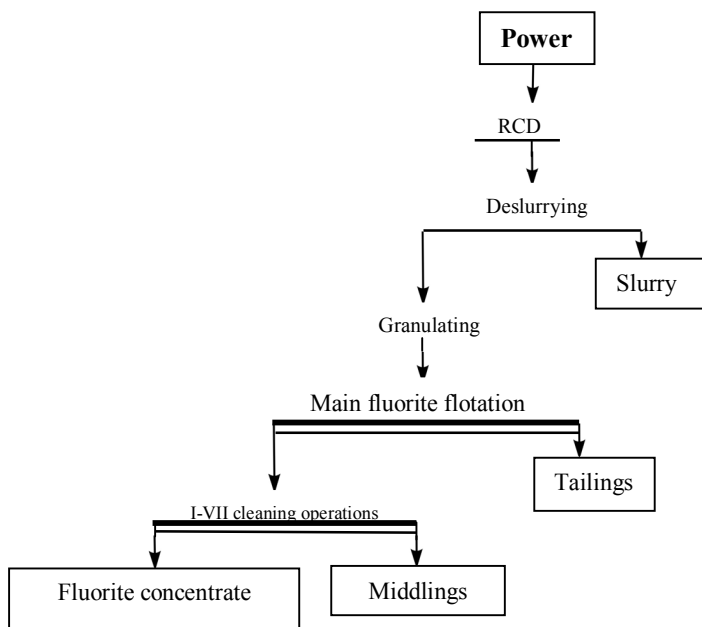 Power
RCD
Deslurrying
Slurry
Granulating
Main fluorite flotation
Tailings
I-VII cleaning operations
Fluorite concentrate
Middlings